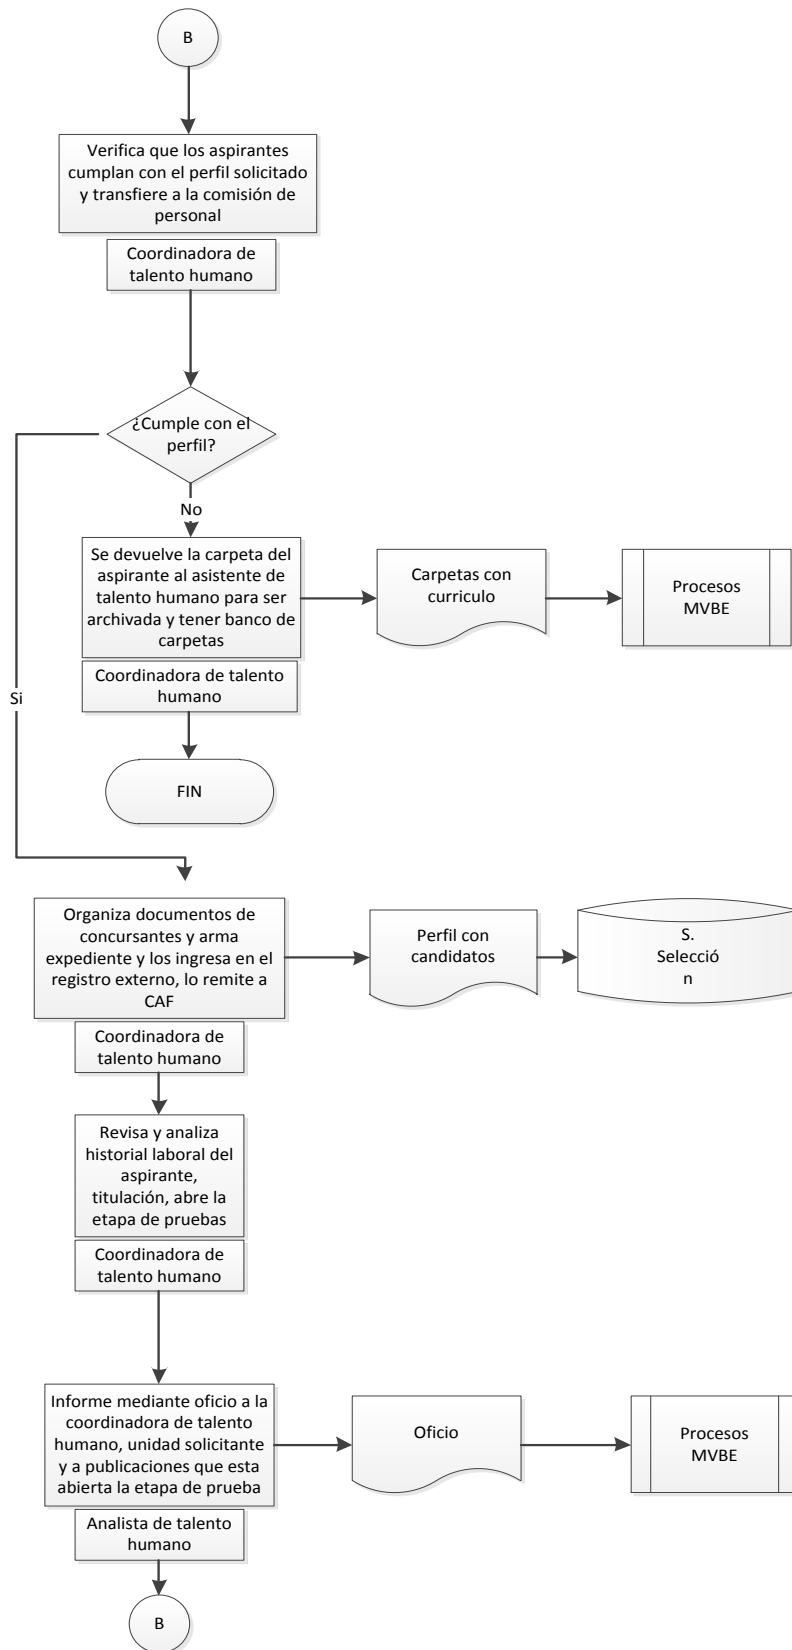 B
Verifica que los aspirantes
cumplan con el perfil solicitado
y transfiere a la comisión de
personal
Coordinadora de
talento humano
¿Cumple con el
perfil?
No
Se devuelve la carpeta del
aspirante al asistente de
talento humano para ser
archivada y tener banco de
carpetas
Carpetas con
curriculo
Procesos
MVBE
Coordinadora de talento
humano
Si
FIN
Organiza documentos de
concursantes y arma
expediente y los ingresa en el
registro externo, lo remite a
CAF
Perfil con
candidatos
S.
Selecció
n
Coordinadora de
talento humano
Revisa y analiza
historial laboral del
aspirante,
titulación, abre la
etapa de pruebas
Coordinadora de
talento humano
Informe mediante oficio a la
coordinadora de talento
humano, unidad solicitante
y a publicaciones que esta
abierta la etapa de prueba
Oficio
Procesos
MVBE
Analista de talento
humano
B